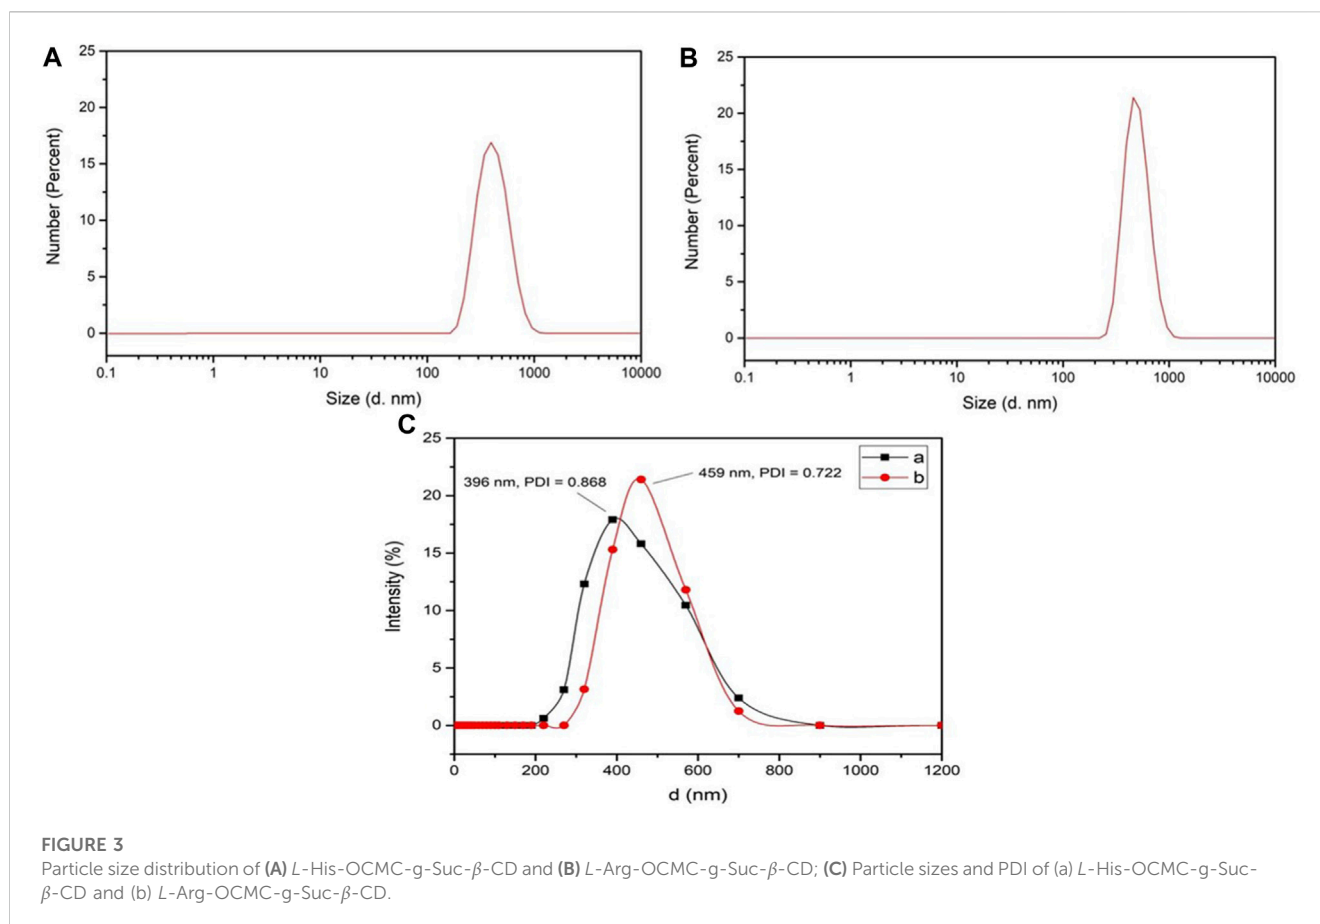 A
25
20
15
10
5
0
Number (Percent)
0.1 1 10 100 1000 10000
Size (d. nm)
B
25
20
15
10
5
0
Number (Percent)
0.1 1 10 100 1000 10000
Size (d. nm)
C
25
20
15
10
5
0
Intensity (%)
396 nm, PDI = 0.868
459 nm, PDI = 0.722
a
b
0 200 400 600 800 1000 1200
d (nm)
FIGURE 3
Particle size distribution of (A) L-His-OCMC-g-Suc-β-CD and (B) L-Arg-OCMC-g-Suc-β-CD; (C) Particle sizes and PDI of (a) L-His-OCMC-g-Suc-
β-CD and (b) L-Arg-OCMC-g-Suc-β-CD.